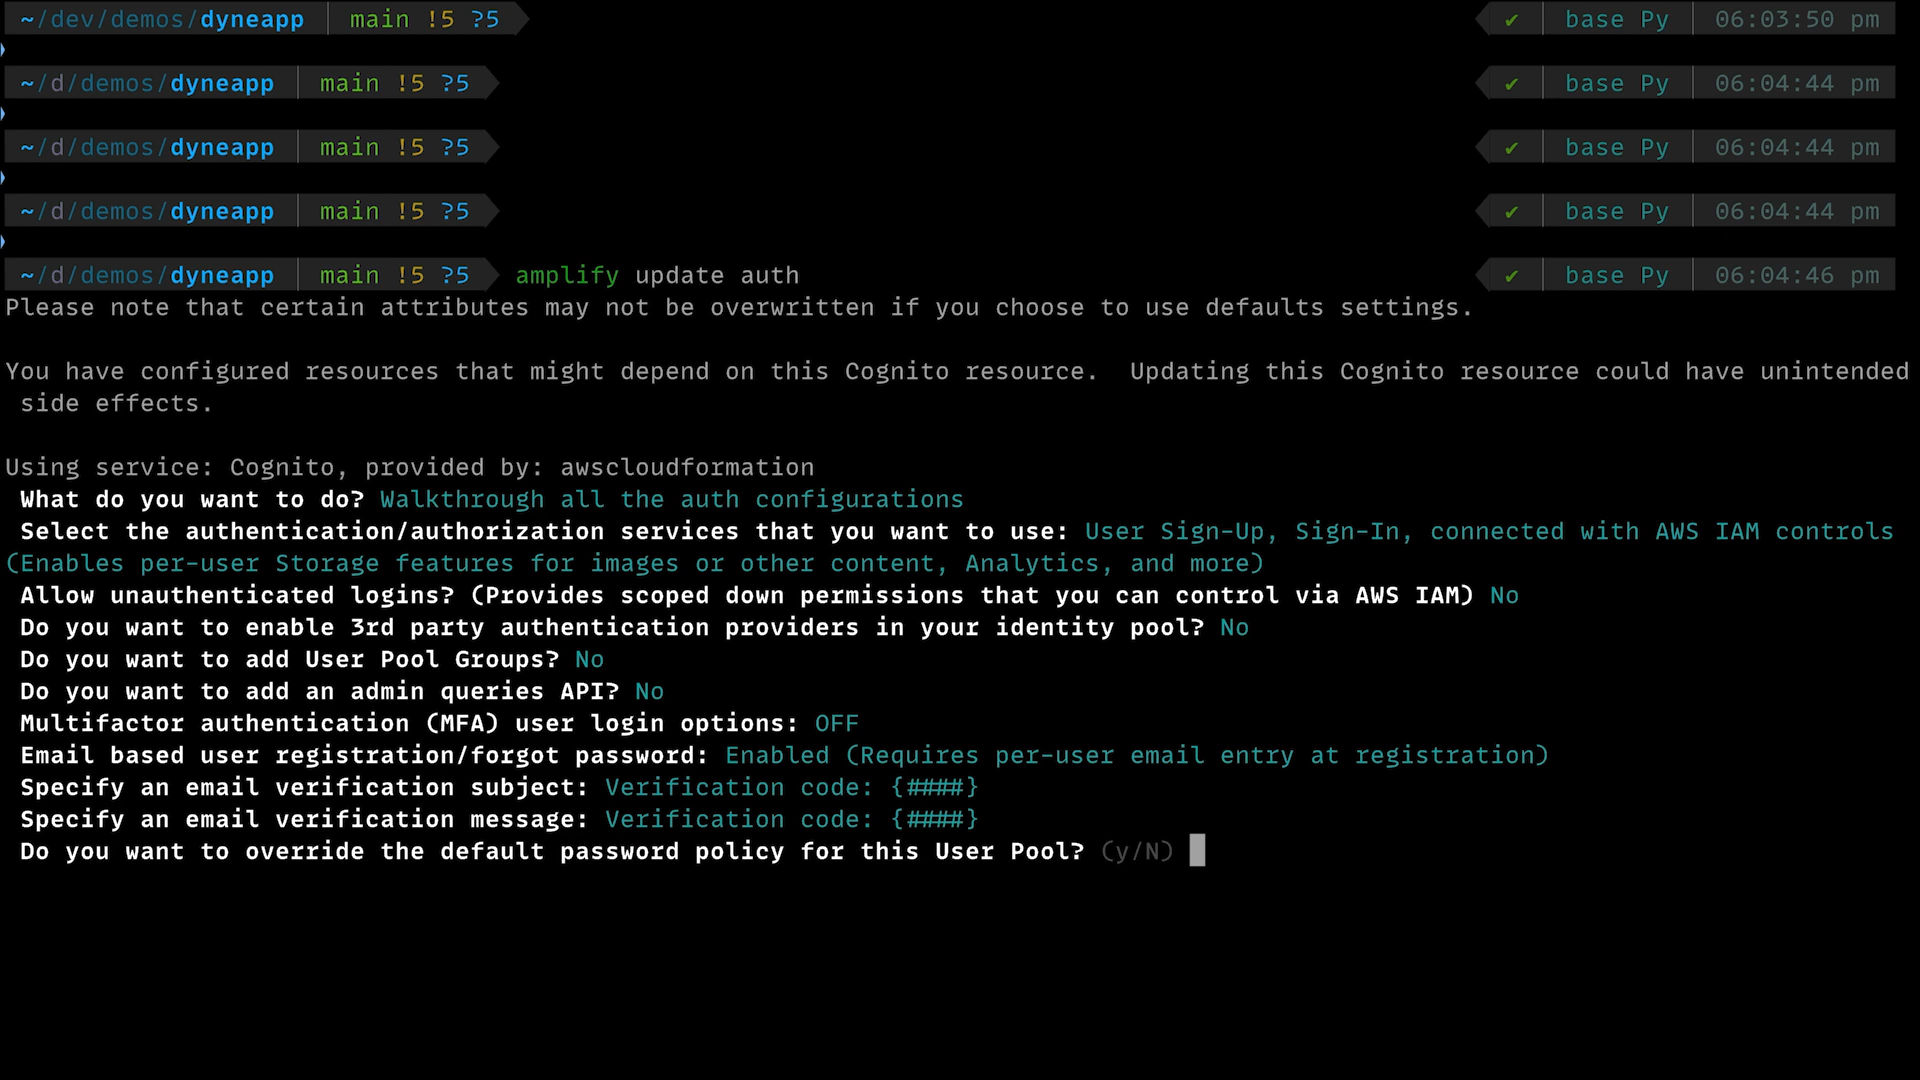 ~/dev/demos/dyneapp main !5 ?5 ✔ base Py 06:03:50 pm
~/d/demos/dyneapp main !5 ?5 ✔ base Py 06:04:44 pm
~/d/demos/dyneapp main !5 ?5 ✔ base Py 06:04:44 pm
~/d/demos/dyneapp main !5 ?5 ✔ base Py 06:04:44 pm
~/d/demos/dyneapp main !5 ?5 amplify update auth ✔ base Py 06:04:46 pm
Please note that certain attributes may not be overwritten if you choose to use defaults settings.
You have configured resources that might depend on this Cognito resource.  Updating this Cognito resource could have unintended
side effects.
Using service: Cognito, provided by: awscloudformation
What do you want to do? Walkthrough all the auth configurations
Select the authentication/authorization services that you want to use: User Sign-Up, Sign-In, connected with AWS IAM controls
(Enables per-user Storage features for images or other content, Analytics, and more)
Allow unauthenticated logins? (Provides scoped down permissions that you can control via AWS IAM) No
Do you want to enable 3rd party authentication providers in your identity pool? No
Do you want to add User Pool Groups? No
Do you want to add an admin queries API? No
Multifactor authentication (MFA) user login options: OFF
Email based user registration/forgot password: Enabled (Requires per-user email entry at registration)
Specify an email verification subject: Verification code: {####}
Specify an email verification message: Verification code: {####}
Do you want to override the default password policy for this User Pool? (y/N)